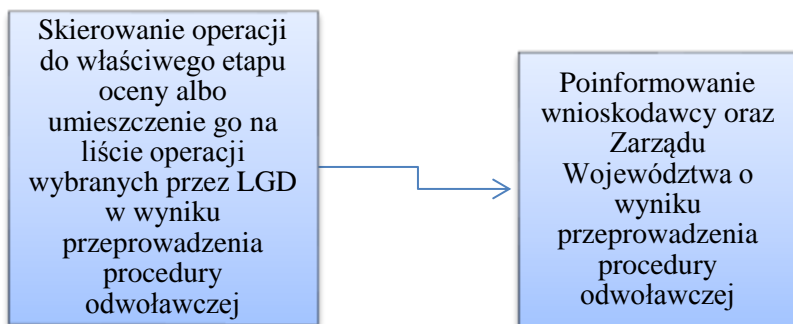 Skierowanie operacji
do właściwego etapu
oceny albo
umieszczenie go na
liście operacji
wybranych przez LGD
w wyniku
przeprowadzenia
procedury
odwoławczej
Poinformowanie
wnioskodawcy oraz
Zarządu
Województwa o
wyniku
przeprowadzenia
procedury
odwoławczej